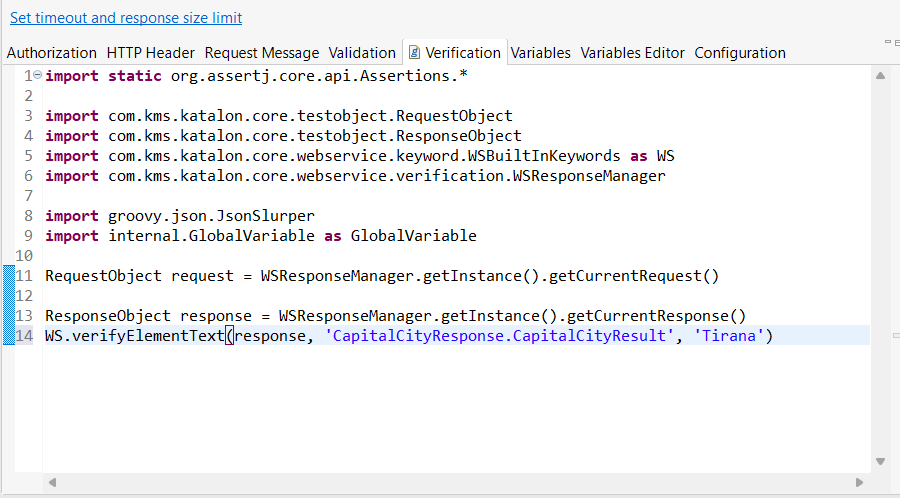 Set timeout and response size limit
Authorization HTTP Header Request Message Validation Verification Variables Variables Editor Configuration
1 import static org.assertj.core.api.Assertions.*
2
3 import com.kms.katalon.core.testobject.RequestObject
4 import com.kms.katalon.core.testobject.ResponseObject
5 import com.kms.katalon.core.webservice.keyword.WSBuiltInKeywords as WS
6 import com.kms.katalon.core.webservice.verification.WSResponseManager
7
8 import groovy.json.JsonSlurper
9 import internal.GlobalVariable as GlobalVariable
10
11 RequestObject request = WSResponseManager.getInstance().getCurrentRequest()
12
13 ResponseObject response = WSResponseManager.getInstance().getCurrentResponse()
14 WS.verifyElementText(response, 'CapitalCityResponse.CapitalCityResult', 'Tirana')